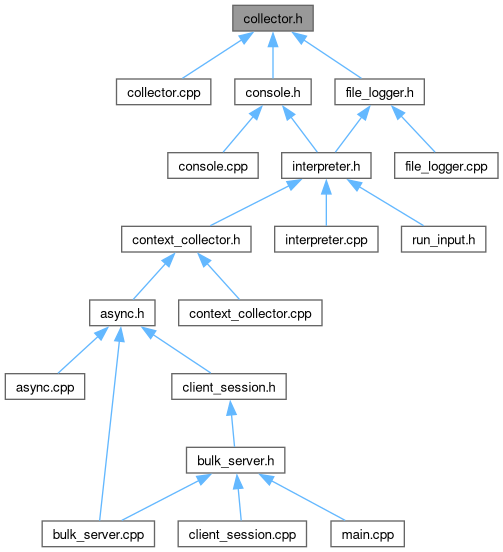 collector.h
collector.cpp
console.h
file_logger.h
console.cpp
interpreter.h
file_logger.cpp
context_collector.h
interpreter.cpp
run_input.h
async.h
context_collector.cpp
async.cpp
client_session.h
bulk_server.h
bulk_server.cpp
client_session.cpp
main.cpp